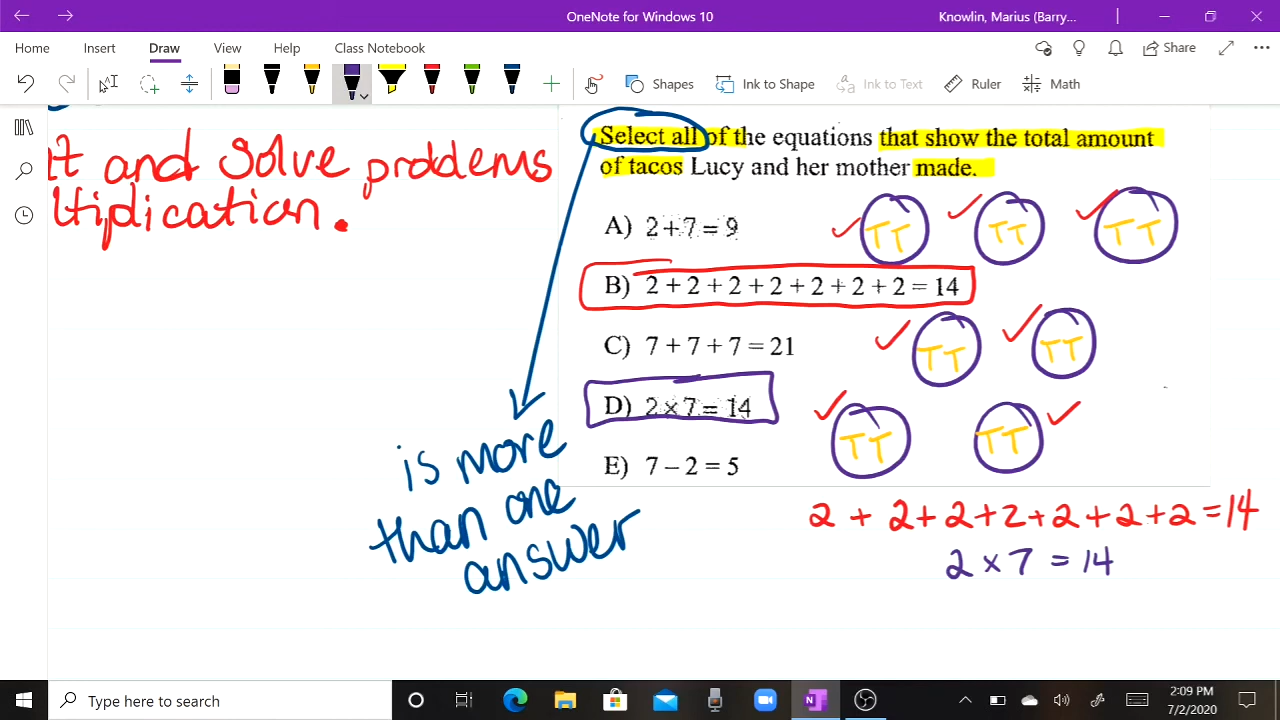 OneNote for Windows 10
Knowlin, Marius (Barry...
Home Insert Draw View Help Class Notebook
Share
Shapes Ink to Shape Ink to Text Ruler Math
and Solve problems
ltiplication.
Select all of the equations that show the total amount
of tacos Lucy and her mother made.
A) 2 + 7 = 9
TT TT TT
B) 2 + 2 + 2 + 2 + 2 + 2 + 2 = 14
C) 7 + 7 + 7 = 21
TT TT
D) 2 × 7 = 14
TT TT
E) 7 − 2 = 5
is more
than one
answer
2 + 2 + 2 + 2 + 2 + 2 + 2 = 14
2 × 7 = 14
Type here to search
2:09 PM
7/2/2020